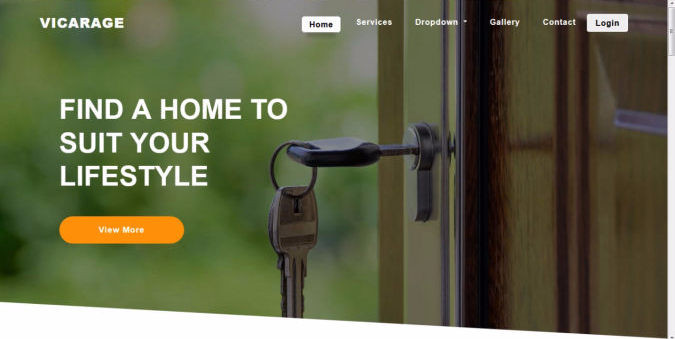 VICARAGE
Home
Services
Dropdown
Gallery
Contact
Login
FIND A HOME TO
SUIT YOUR
LIFESTYLE
View More